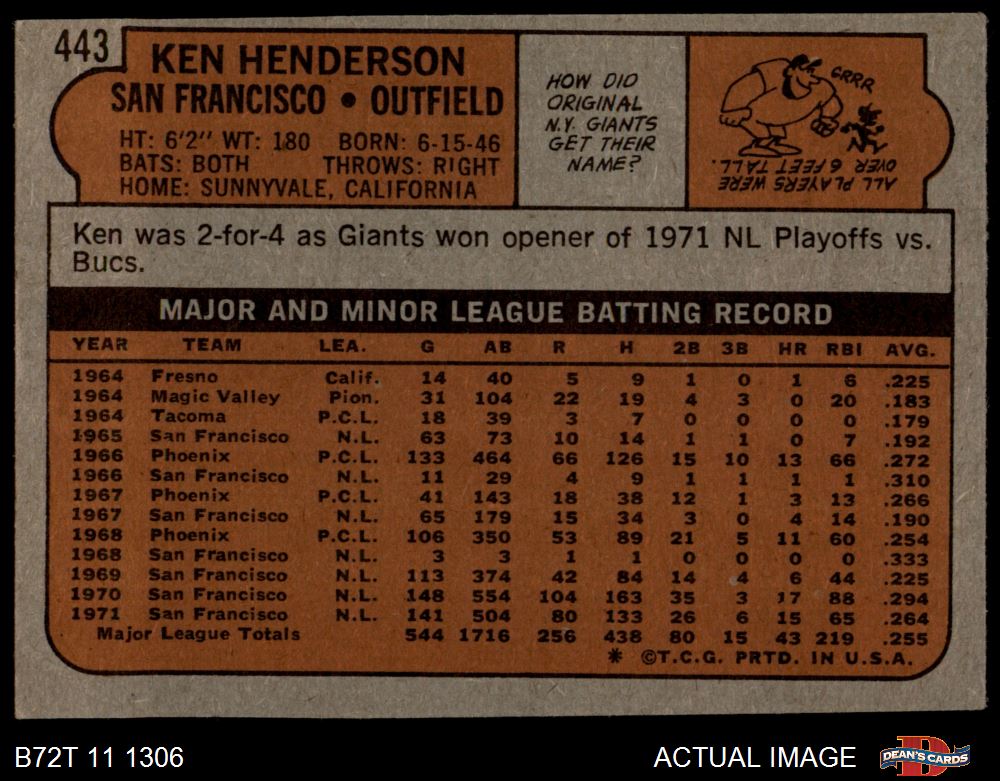 443
KEN HENDERSON
SAN FRANCISCO • OUTFIELD
HT: 6'2" WT: 180 BORN: 6-15-46
BATS: BOTH THROWS: RIGHT
HOME: SUNNYVALE, CALIFORNIA
HOW DID
ORIGINAL
N.Y. GIANTS
GET THEIR
NAME?
GRRR
ALL PLAYERS WERE
OVER 6 FEET TALL.
Ken was 2-for-4 as Giants won opener of 1971 NL Playoffs vs.
Bucs.
MAJOR AND MINOR LEAGUE BATTING RECORD
YEAR TEAM LEA. G AB R H 2B 3B HR RBI AVG.
1964 Fresno Calif. 14 40 5 9 1 0 1 6 .225
1964 Magic Valley Pion. 31 104 22 19 4 3 0 20 .183
1964 Tacoma P.C.L. 18 39 3 7 0 0 0 0 .179
1965 San Francisco N.L. 63 73 10 14 1 1 0 7 .192
1966 Phoenix P.C.L. 133 464 66 126 15 10 13 66 .272
1966 San Francisco N.L. 11 29 4 9 1 1 1 1 .310
1967 Phoenix P.C.L. 41 143 18 38 12 1 3 13 .266
1967 San Francisco N.L. 65 179 15 34 3 0 4 14 .190
1968 Phoenix P.C.L. 106 350 53 89 21 5 11 60 .254
1968 San Francisco N.L. 3 3 1 1 0 0 0 0 .333
1969 San Francisco N.L. 113 374 42 84 14 4 6 44 .225
1970 San Francisco N.L. 148 554 104 163 35 3 17 88 .294
1971 San Francisco N.L. 141 504 80 133 26 6 15 65 .264
Major League Totals 544 1716 256 438 80 15 43 219 .255
* ©T.C.G. PRTD. IN U.S.A.
B72T 11 1306 ACTUAL IMAGE DEAN'S CARDS